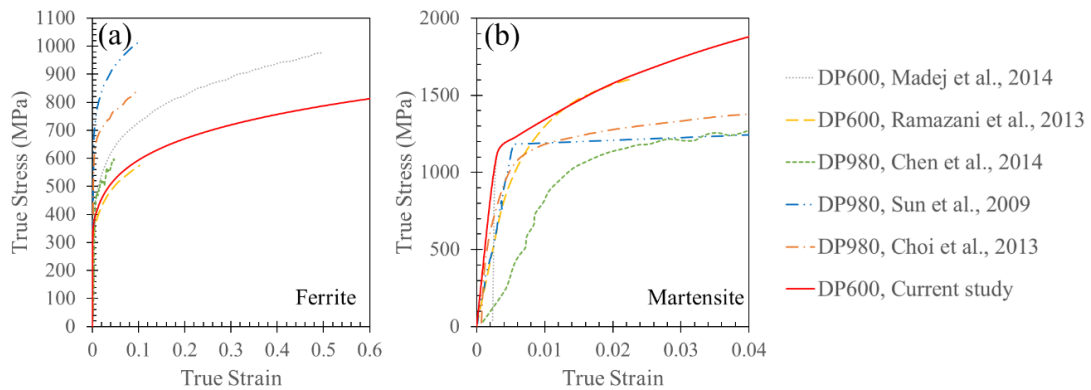 (a)
True Stress (MPa)
1100
1000
900
800
700
600
500
400
300
200
100
0
0 0.1 0.2 0.3 0.4 0.5 0.6
True Strain
Ferrite
(b)
True Stress (MPa)
2000
1500
1000
500
0
0 0.01 0.02 0.03 0.04
True Strain
Martensite
DP600, Madej et al., 2014
DP600, Ramazani et al., 2013
DP980, Chen et al., 2014
DP980, Sun et al., 2009
DP980, Choi et al., 2013
DP600, Current study